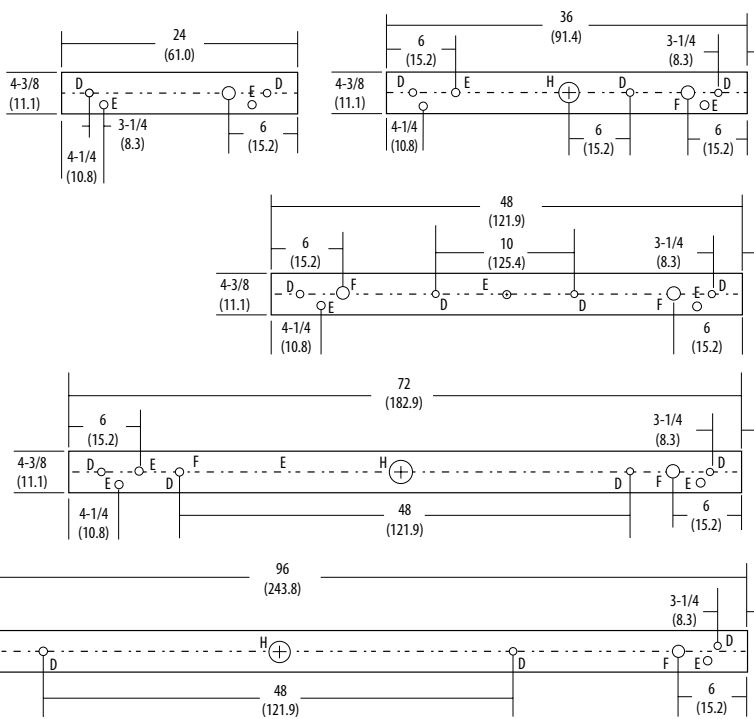 24
(61.0)
4-3/8
(11.1)
D
E
E
D
3-1/4
(8.3)
4-1/4
(10.8)
6
(15.2)
36
(91.4)
6
(15.2)
3-1/4
(8.3)
4-3/8
(11.1)
D
E
H
D
D
F
E
4-1/4
(10.8)
6
(15.2)
6
(15.2)
48
(121.9)
6
(15.2)
10
(125.4)
3-1/4
(8.3)
4-3/8
(11.1)
D
F
E
E
D
E
D
D
F
4-1/4
(10.8)
6
(15.2)
72
(182.9)
6
(15.2)
3-1/4
(8.3)
4-3/8
(11.1)
D
E
F
E
H
D
E
D
D
F
E
4-1/4
(10.8)
48
(121.9)
6
(15.2)
96
(243.8)
3-1/4
(8.3)
H
D
D
D
F
E
48
(121.9)
6
(15.2)